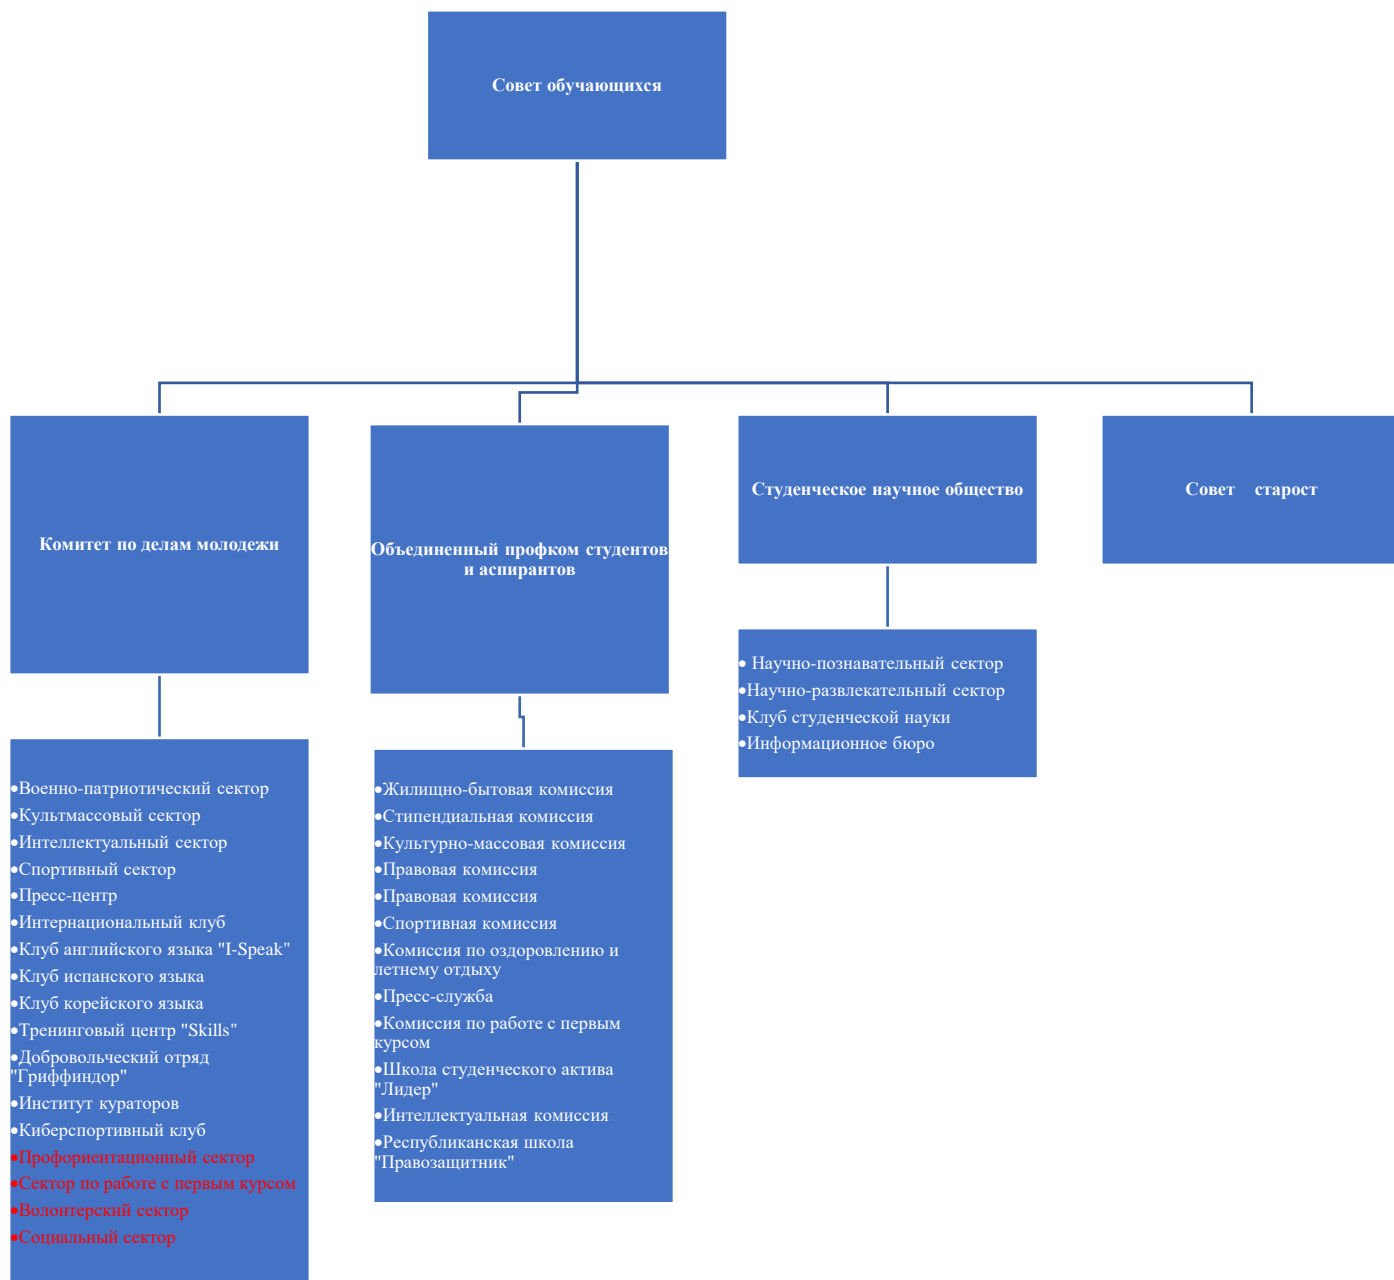 Совет обучающихся
Комитет по делам молодежи
Объединенный профком студентов
и аспирантов
Студенческое научное общество
Совет старост
•Военно-патриотический сектор
•Культмассовый сектор
•Интеллектуальный сектор
•Спортивный сектор
•Пресс-центр
•Интернациональный клуб
•Клуб английского языка "I-Speak"
•Клуб испанского языка
•Клуб корейского языка
•Тренинговый центр "Skills"
•Добровольческий отряд
"Гриффиндор"
•Институт кураторов
•Киберспортивный клуб
•Профориентационный сектор
•Сектор по работе с первым курсом
•Волонтерский сектор
•Социальный сектор
•Жилищно-бытовая комиссия
•Стипендиальная комиссия
•Культурно-массовая комиссия
•Правовая комиссия
•Правовая комиссия
•Спортивная комиссия
•Комиссия по оздоровлению и
летнему отдыху
•Пресс-служба
•Комиссия по работе с первым
курсом
•Школа студенческого актива
"Лидер"
•Интеллектуальная комиссия
•Республиканская школа
"Правозащитник"
• Научно-познавательный сектор
•Научно-развлекательный сектор
•Клуб студенческой науки
•Информационное бюро